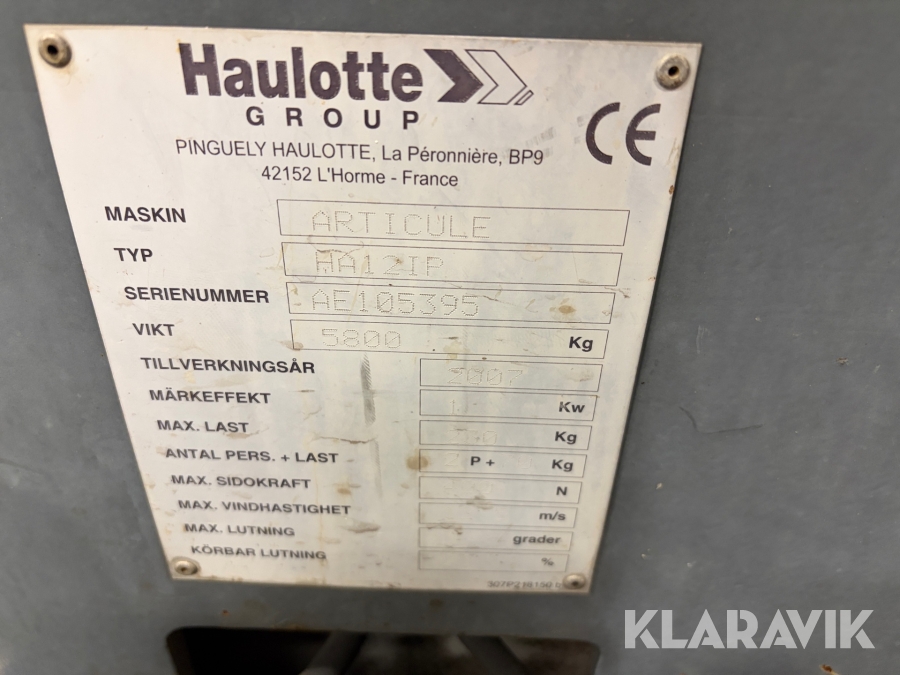 Haulotte
GROUP
CE
PINGUELY HAULOTTE, La Péronnière, BP9
42152 L'Horme - France
MASKIN ARTICULE
TYP HA12IP
SERIENUMMER AE105395
VIKT 5800 Kg
TILLVERKNINGSÅR 2007
MÄRKEFFEKT Kw
MAX. LAST Kg
ANTAL PERS. + LAST P + Kg
MAX. SIDOKRAFT N
MAX. VINDHASTIGHET m/s
MAX. LUTNING grader
KÖRBAR LUTNING %
KLARAVIK